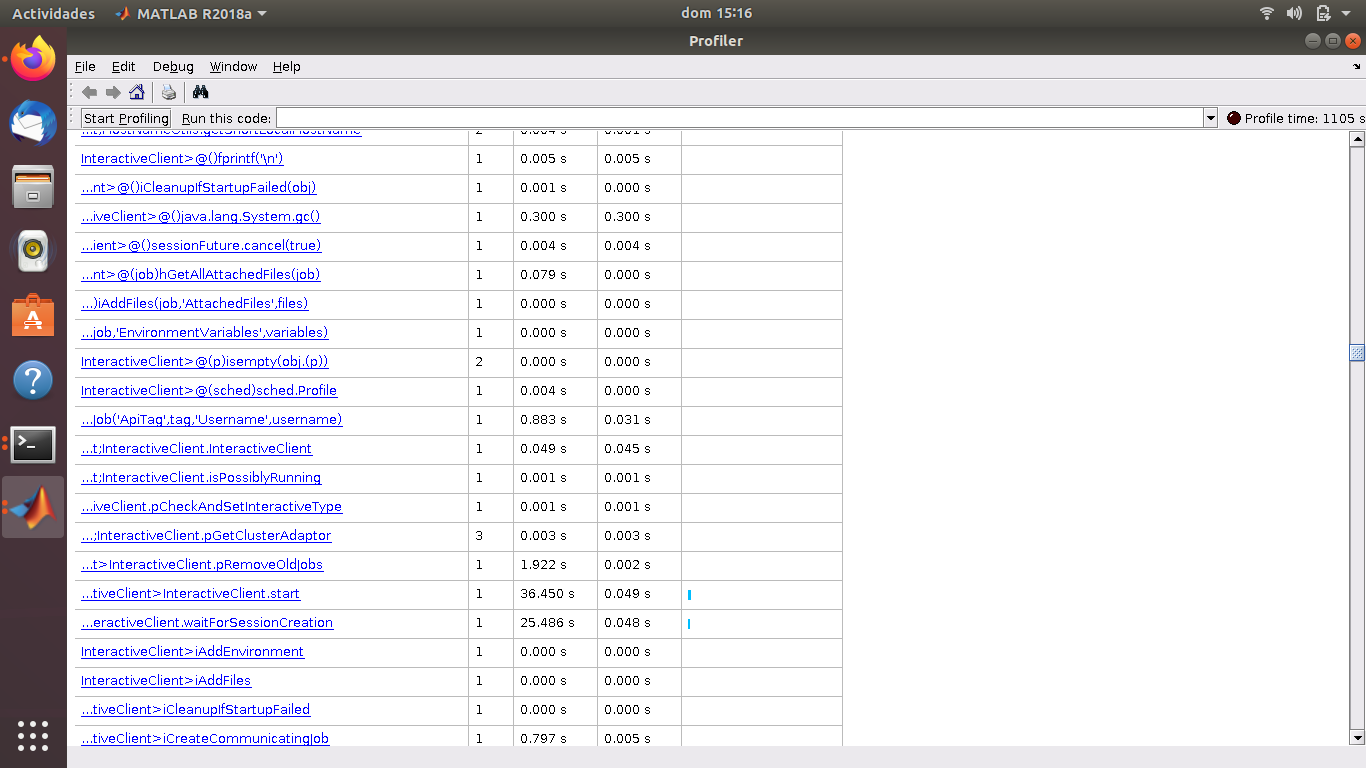 Actividades MATLAB R2018a dom 15:16
Profiler
File Edit Debug Window Help
Start Profiling Run this code: Profile time: 1105 s
...t;HostNameUtils.getShortLocalHostName 2 0.004 s 0.001 s
InteractiveClient>@()fprintf('\n') 1 0.005 s 0.005 s
...nt>@()iCleanupIfStartupFailed(obj) 1 0.001 s 0.000 s
...iveClient>@()java.lang.System.gc() 1 0.300 s 0.300 s
...ient>@()sessionFuture.cancel(true) 1 0.004 s 0.004 s
...nt>@(job)hGetAllAttachedFiles(job) 1 0.079 s 0.000 s
...)iAddFiles(job,'AttachedFiles',files) 1 0.000 s 0.000 s
...job,'EnvironmentVariables',variables) 1 0.000 s 0.000 s
InteractiveClient>@(p)isempty(obj.(p)) 2 0.000 s 0.000 s
InteractiveClient>@(sched)sched.Profile 1 0.004 s 0.000 s
...Job('ApiTag',tag,'Username',username) 1 0.883 s 0.031 s
...t;InteractiveClient.InteractiveClient 1 0.049 s 0.045 s
...t;InteractiveClient.isPossiblyRunning 1 0.001 s 0.001 s
...iveClient.pCheckAndSetInteractiveType 1 0.001 s 0.001 s
...;InteractiveClient.pGetClusterAdaptor 3 0.003 s 0.003 s
...t>InteractiveClient.pRemoveOldJobs 1 1.922 s 0.002 s
...tiveClient>InteractiveClient.start 1 36.450 s 0.049 s
...eractiveClient.waitForSessionCreation 1 25.486 s 0.048 s
InteractiveClient>iAddEnvironment 1 0.000 s 0.000 s
InteractiveClient>iAddFiles 1 0.000 s 0.000 s
...tiveClient>iCleanupIfStartupFailed 1 0.000 s 0.000 s
...tiveClient>iCreateCommunicatingJob 1 0.797 s 0.005 s